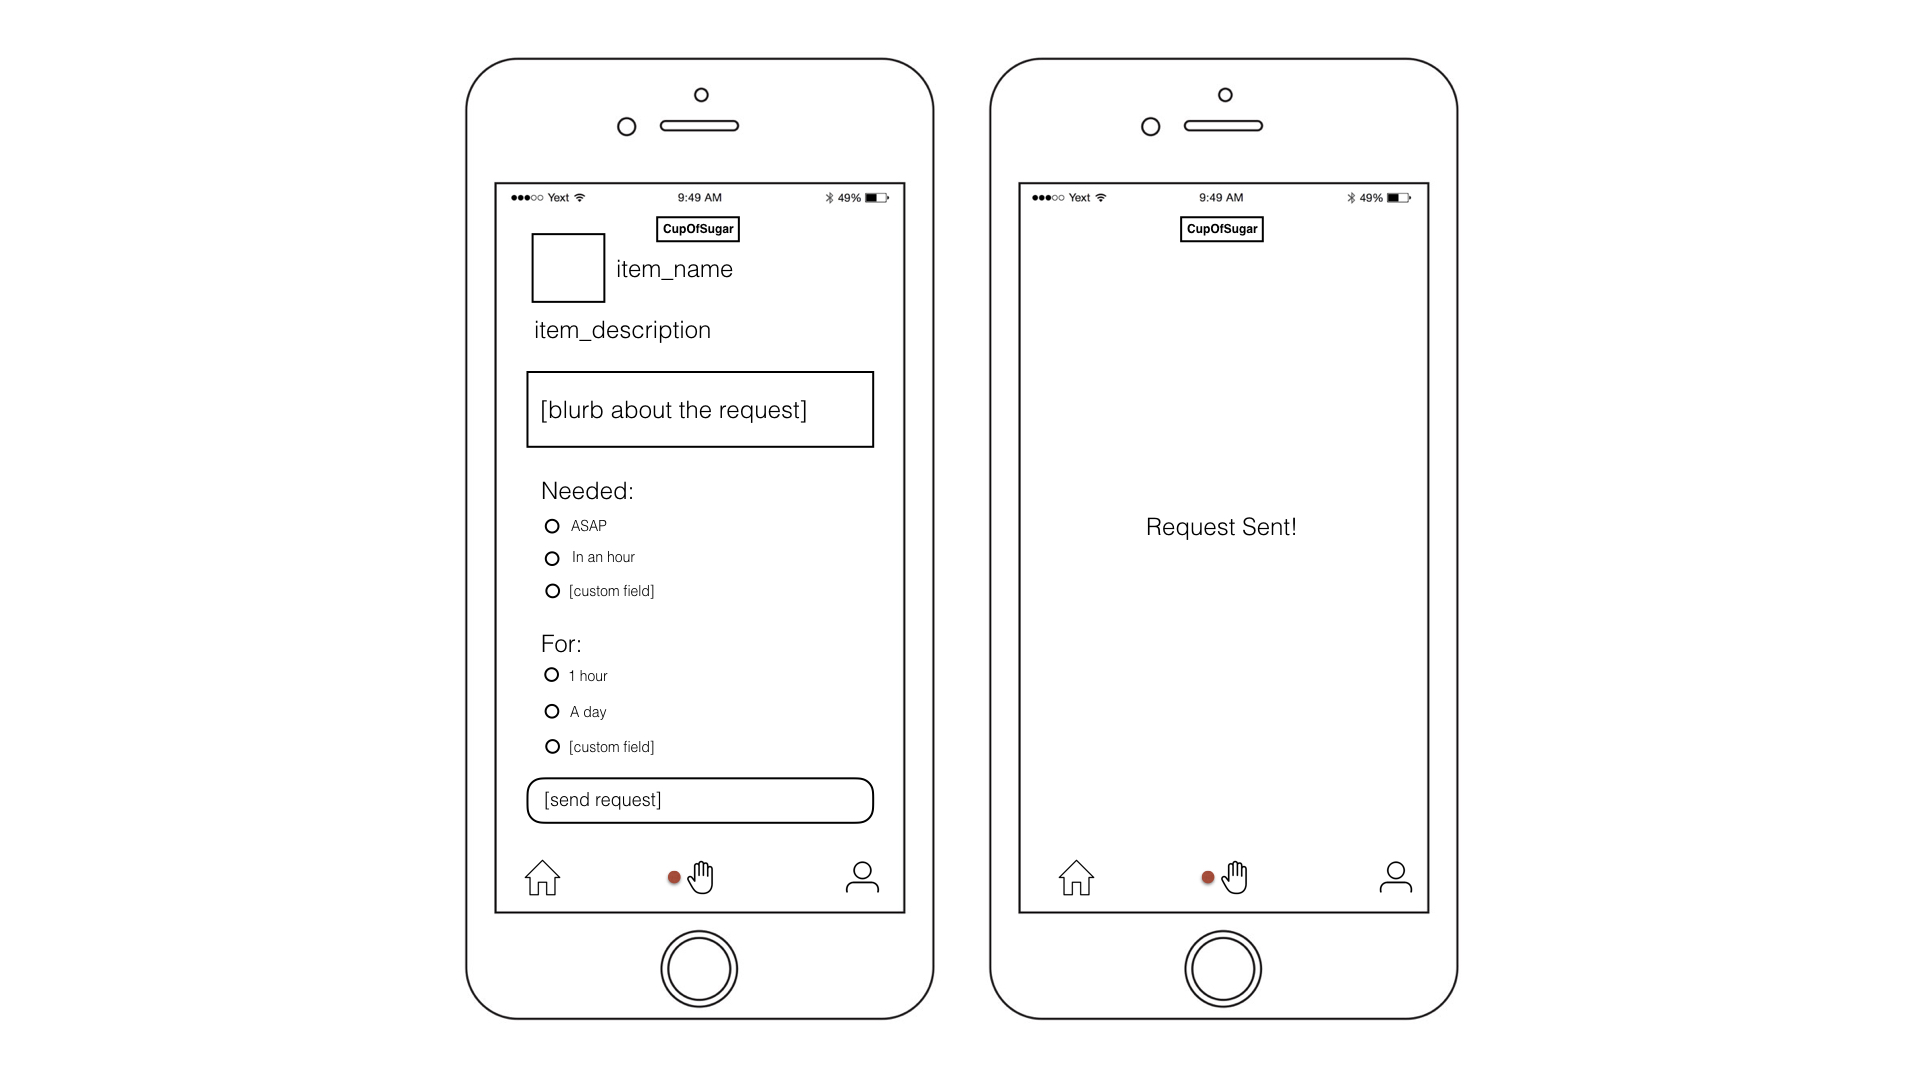 Yext 9:49 AM 49%
CupOfSugar
item_name
item_description
[blurb about the request]
Needed:
ASAP
In an hour
[custom field]
For:
1 hour
A day
[custom field]
[send request]
Yext 9:49 AM 49%
CupOfSugar
Request Sent!